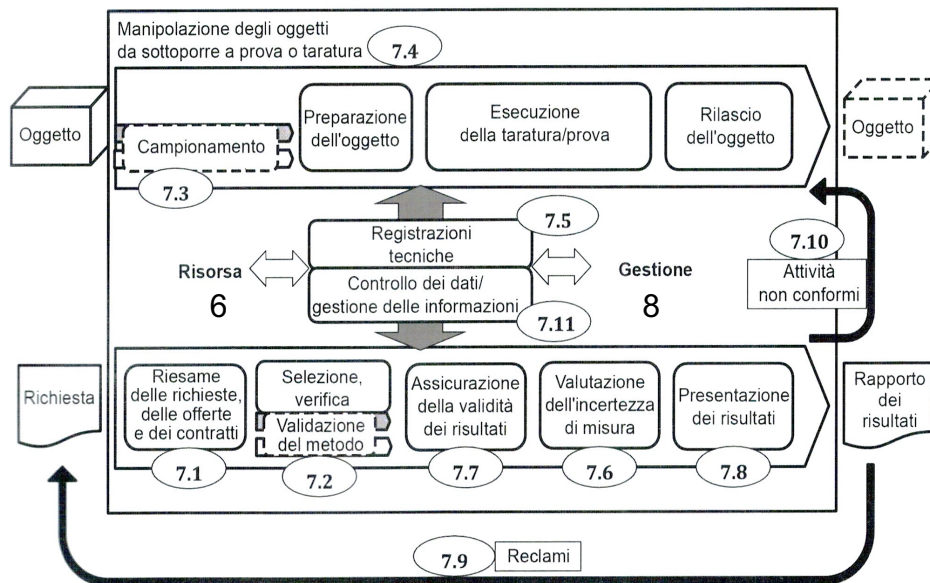 Manipolazione degli oggetti
da sottoporre a prova o taratura
7.4
Oggetto
Campionamento
7.3
Preparazione
dell'oggetto
Esecuzione
della taratura/prova
Rilascio
dell'oggetto
Oggetto
Registrazioni
tecniche
7.5
Risorsa
6
Controllo dei dati/
gestione delle informazioni
7.11
Gestione
8
7.10
Attività
non conformi
Richiesta
Riesame
delle richieste,
delle offerte
e dei contratti
7.1
Selezione,
verifica
Validazione
del metodo
7.2
Assicurazione
della validità
dei risultati
7.7
Valutazione
dell'incertezza
di misura
7.6
Presentazione
dei risultati
7.8
Rapporto
dei
risultati
7.9
Reclami